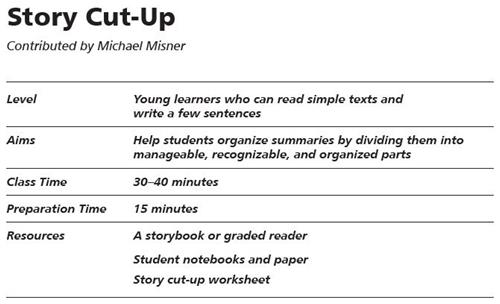 Story Cut-Up
Contributed by Michael Misner
Level Young learners who can read simple texts and
write a few sentences
Aims Help students organize summaries by dividing them into
manageable, recognizable, and organized parts
Class Time 30–40 minutes
Preparation Time 15 minutes
Resources A storybook or graded reader
Student notebooks and paper
Story cut-up worksheet